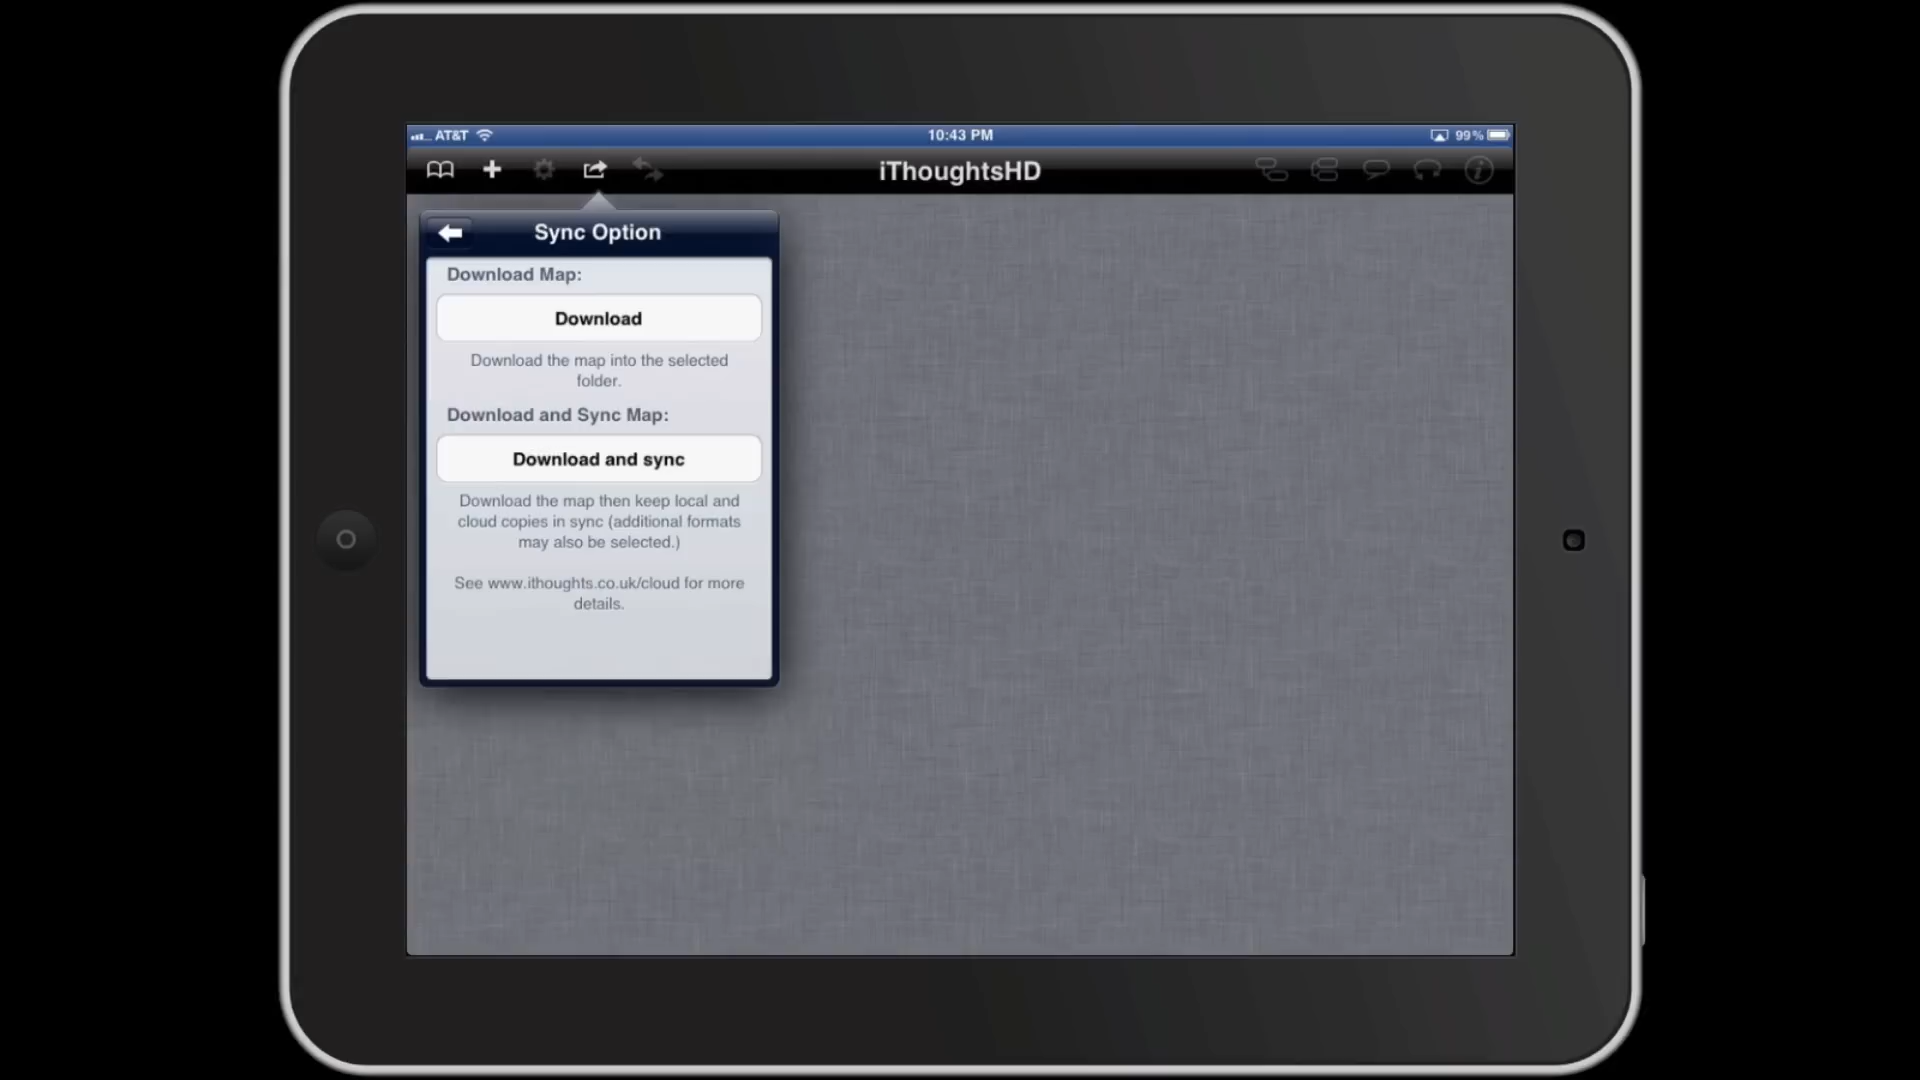 AT&T
10:43 PM
99%
iThoughtsHD
Sync Option
Download Map:
Download
Download the map into the selected
folder.
Download and Sync Map:
Download and sync
Download the map then keep local and
cloud copies in sync (additional formats
may also be selected.)
See www.ithoughts.co.uk/cloud for more
details.